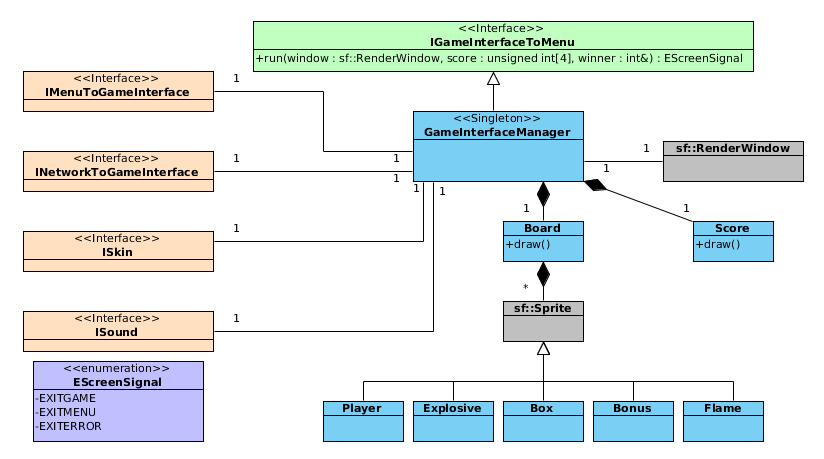 <<Interface>>
IGameInterfaceToMenu
+run(window : sf::RenderWindow, score : unsigned int[4], winner : int&) : EScreenSignal
<<Interface>>
IMenuToGameInterface
1
<<Singleton>>
GameInterfaceManager
<<Interface>>
INetworkToGameInterface
1
1
1
1
1
sf::RenderWindow
1
1
<<Interface>>
ISkin
1
1
Board
+draw()
1
Score
+draw()
<<Interface>>
ISound
1
*
sf::Sprite
<<enumeration>>
EScreenSignal
-EXITGAME
-EXITMENU
-EXITERROR
Player
Explosive
Box
Bonus
Flame